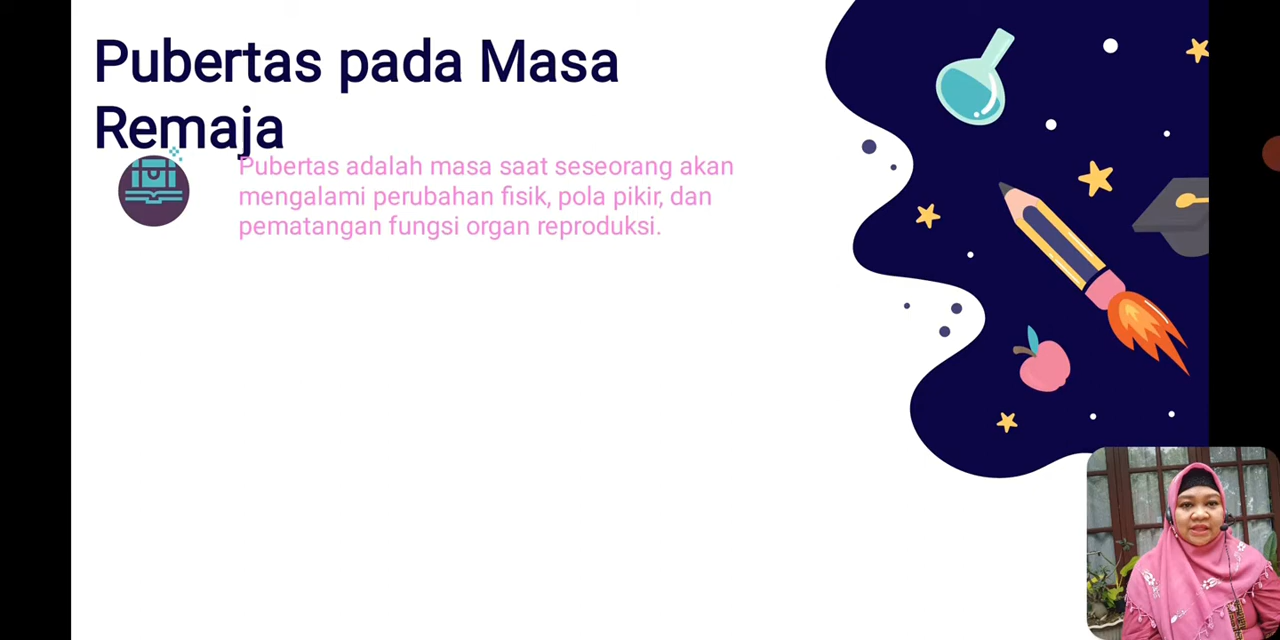 Pubertas pada Masa
Remaja
Pubertas adalah masa saat seseorang akan
mengalami perubahan fisik, pola pikir, dan
pematangan fungsi organ reproduksi.